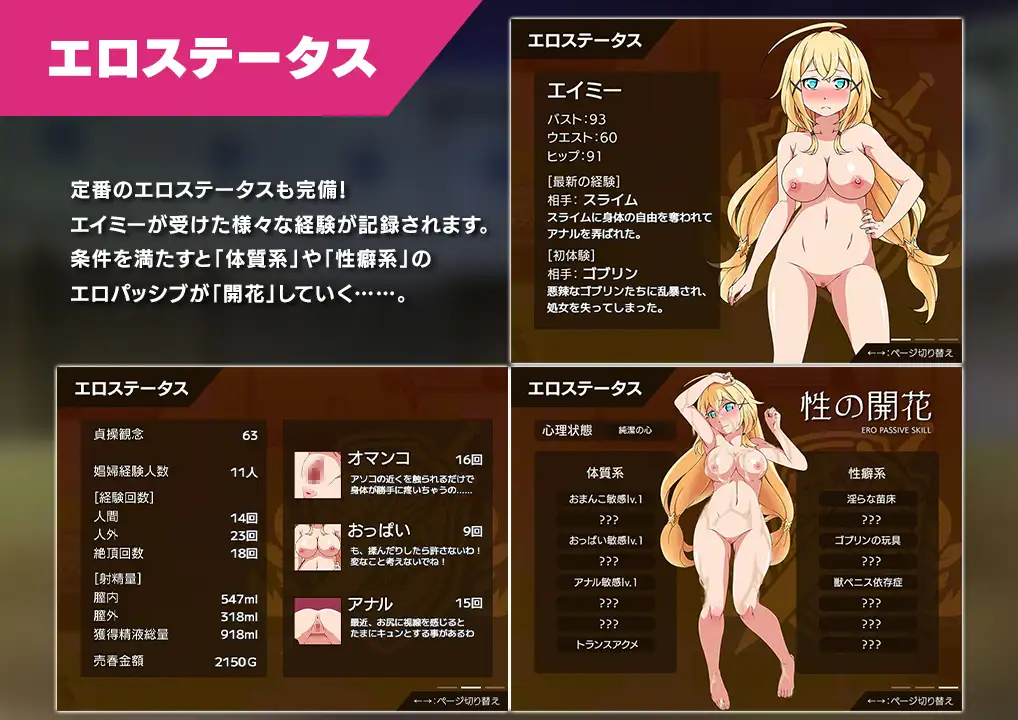 エロステータス
定番のエロステータスも完備!
エイミーが受けた様々な経験が記録されます。
条件を満たすと「体質系」や「性癖系」の
エロパッシブが「開花」していく……。
エロステータス
エイミー
バスト:93
ウエスト:60
ヒップ:91
[最新の経験]
相手: スライム
スライムに身体の自由を奪われて
アナルを弄ばれた。
[初体験]
相手: ゴブリン
悪辣なゴブリンたちに乱暴され、
処女を失ってしまった。
←→:ページ切り替え
エロステータス
貞操観念 63
娼婦経験人数 11人
[経験回数]
人間 14回
人外 23回
絶頂回数 18回
[射精量]
膣内 547ml
膣外 318ml
獲得精液総量 918ml
売春金額 2150G
オマンコ 16回
アソコの近くを触られるだけで
身体が勝手に疼いちゃうの……
おっぱい 9回
も、揉んだりしたら許さないわ!
変なこと考えないでね!
アナル 15回
最近、お尻に視線を感じると
たまにキュンとする事があるわ
←→:ページ切り替え
エロステータス
性の開花
ERO PASSIVE SKILL
心理状態 純潔の心
体質系
おまんこ敏感lv.1
???
おっぱい敏感lv.1
???
アナル敏感lv.1
???
???
トランスアクメ
性癖系
淫らな苗床
???
ゴブリンの玩具
???
獣ペニス依存症
???
???
???
←→:ページ切り替え